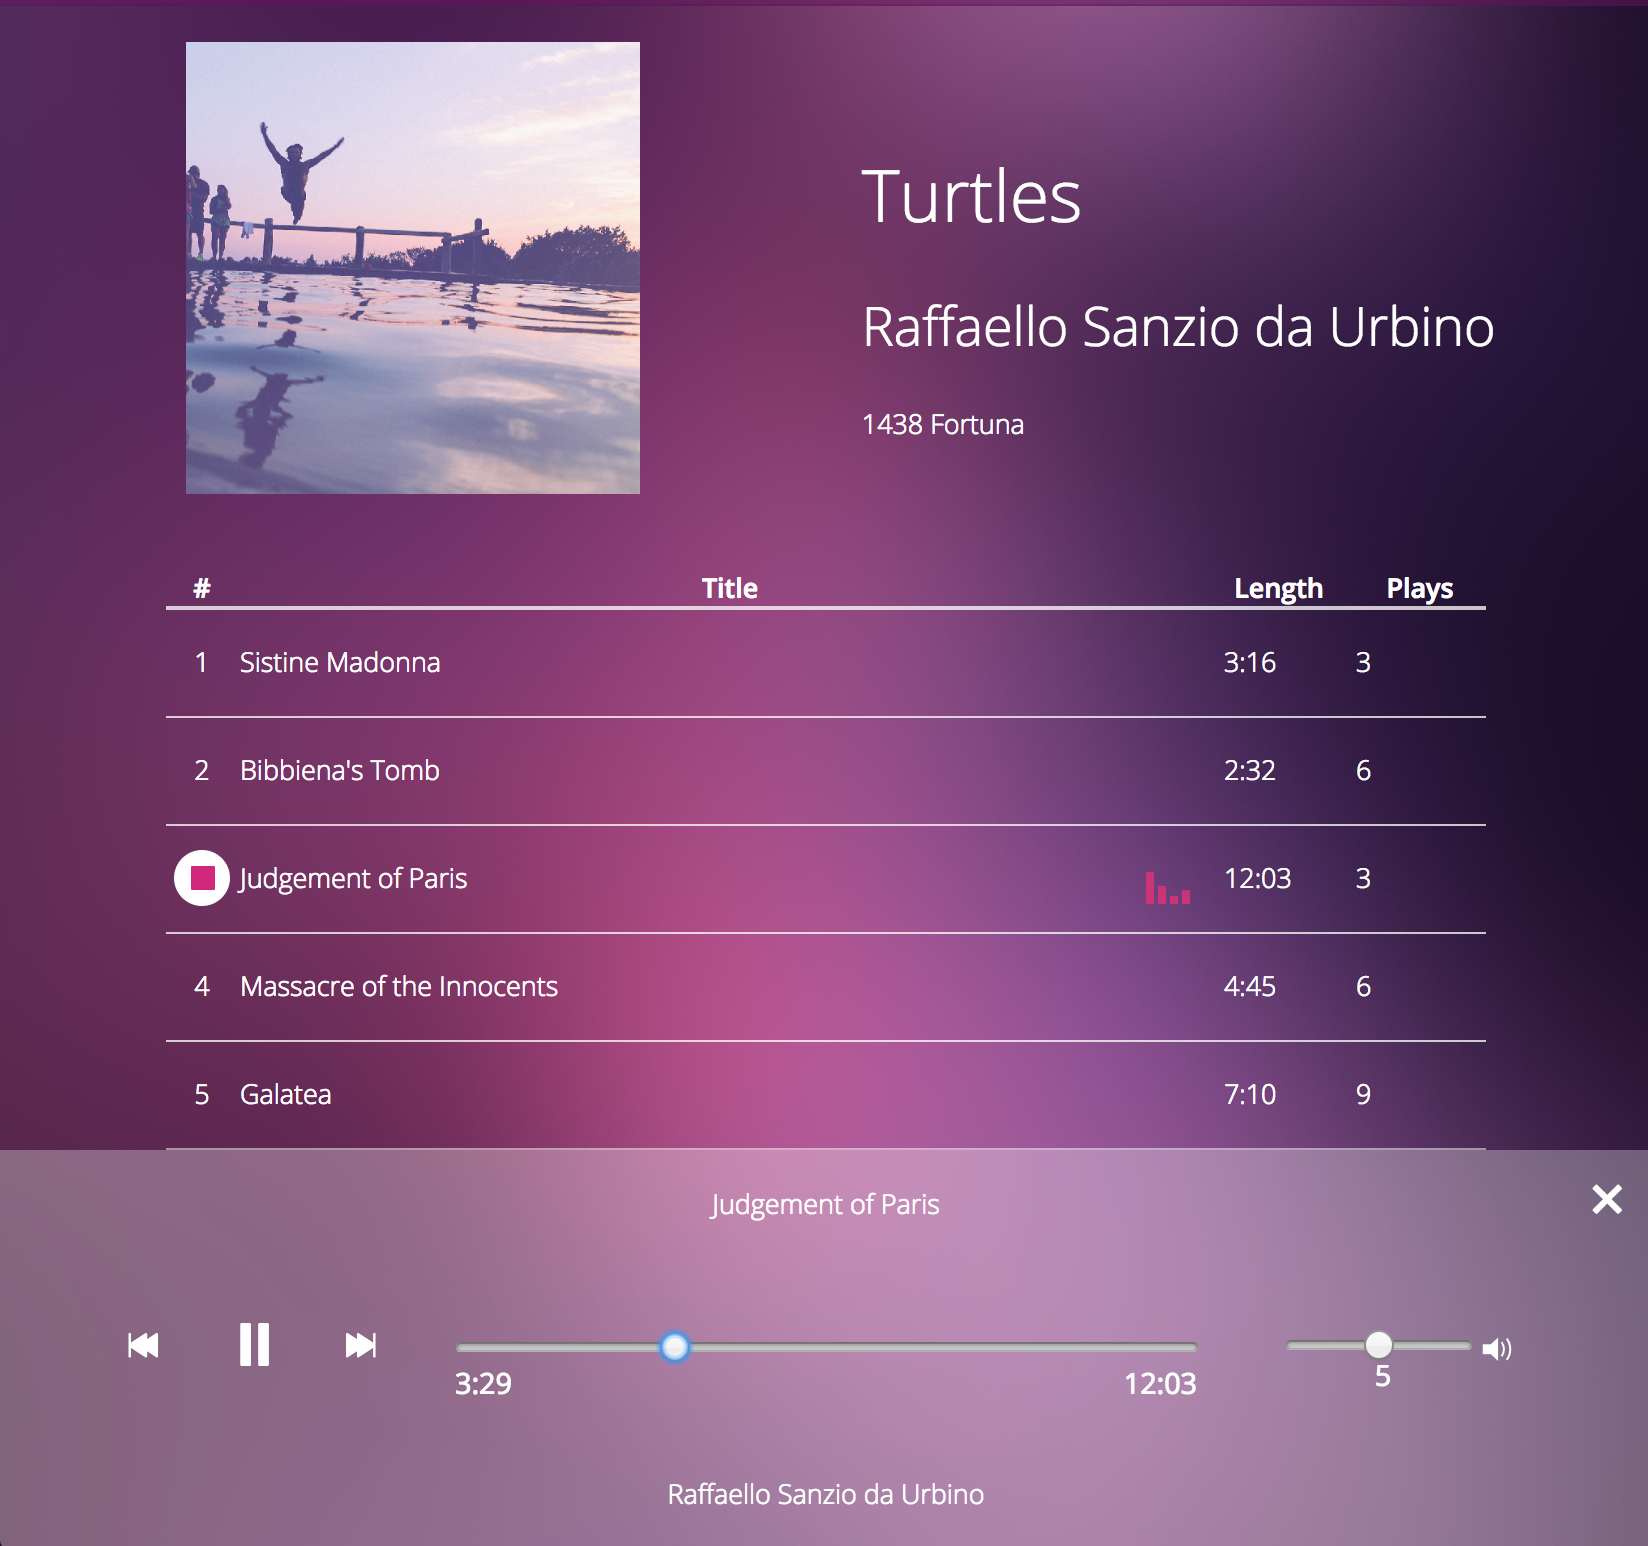 Turtles
Raffaello Sanzio da Urbino
1438 Fortuna
# Title Length Plays
1 Sistine Madonna 3:16 3
2 Bibbiena's Tomb 2:32 6
Judgement of Paris 12:03 3
4 Massacre of the Innocents 4:45 6
5 Galatea 7:10 9
Judgement of Paris
3:29 12:03 5
Raffaello Sanzio da Urbino